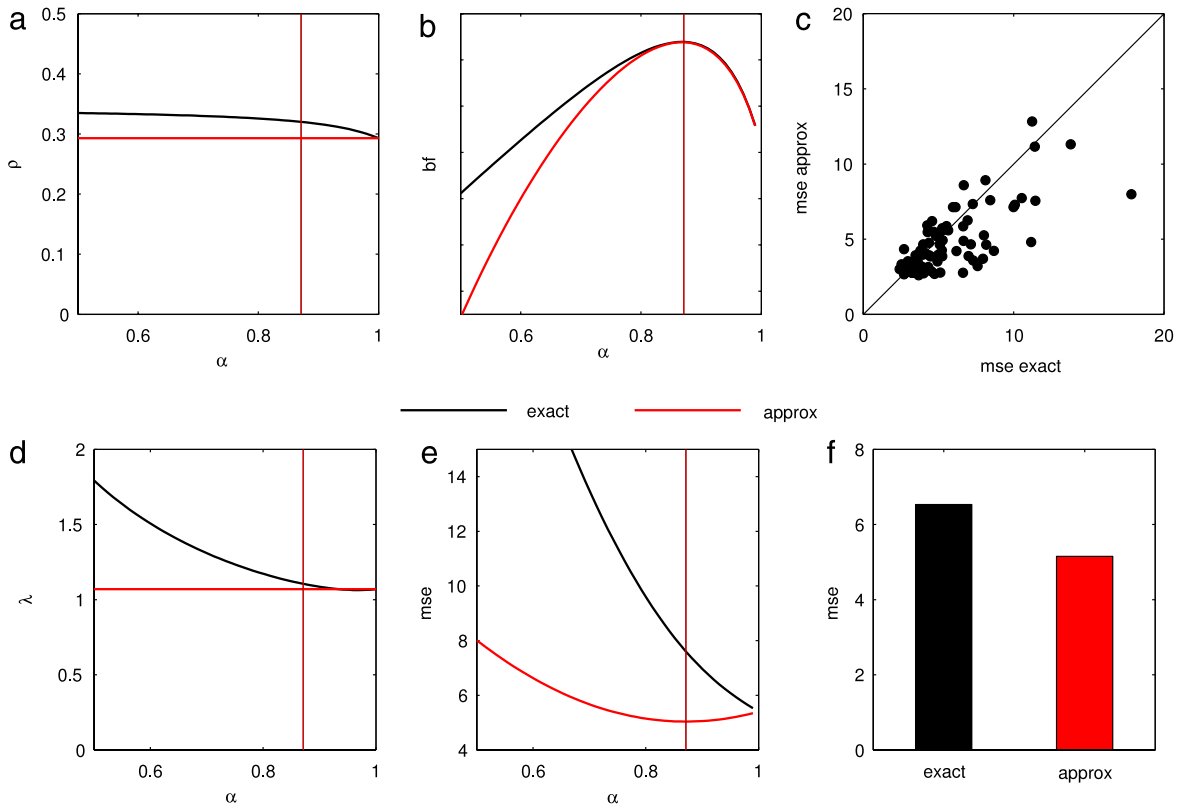 a
0.5
0.4
0.3
0.2
0.1
0
ρ
0.6 0.8 1
α
b
bf
0.6 0.8 1
α
c
20
15
10
5
0
mse approx
0 10 20
mse exact
exact approx
d
2
1.5
1
0.5
0
λ
0.6 0.8 1
α
e
14
12
10
8
6
4
mse
0.6 0.8 1
α
f
8
6
4
2
0
mse
exact approx